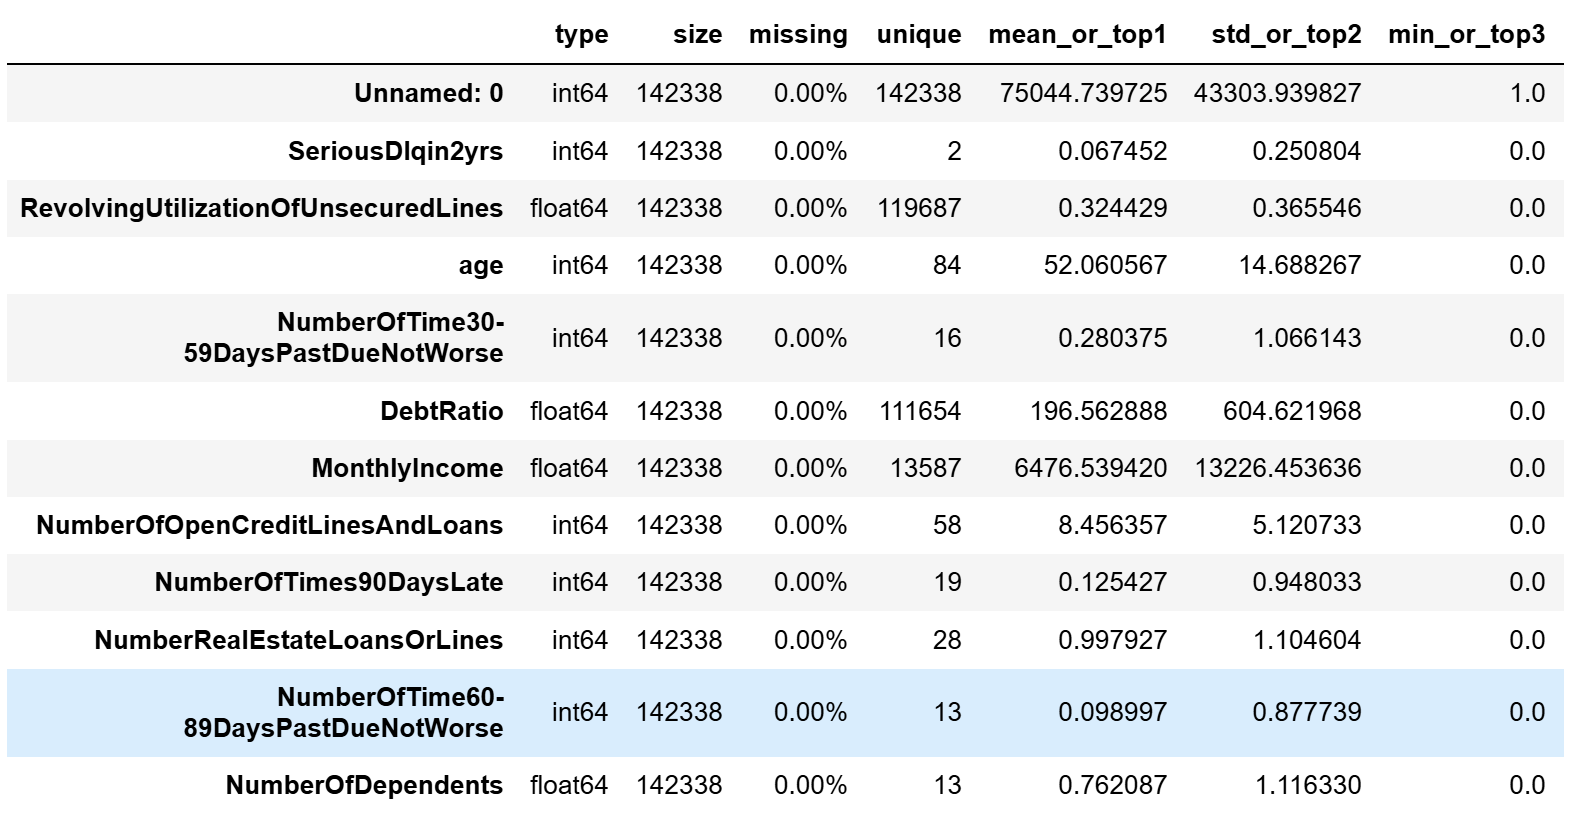 type size missing unique mean_or_top1 std_or_top2 min_or_top3
Unnamed: 0 int64 142338 0.00% 142338 75044.739725 43303.939827 1.0
SeriousDlqin2yrs int64 142338 0.00% 2 0.067452 0.250804 0.0
RevolvingUtilizationOfUnsecuredLines float64 142338 0.00% 119687 0.324429 0.365546 0.0
age int64 142338 0.00% 84 52.060567 14.688267 0.0
NumberOfTime30-
59DaysPastDueNotWorse int64 142338 0.00% 16 0.280375 1.066143 0.0
DebtRatio float64 142338 0.00% 111654 196.562888 604.621968 0.0
MonthlyIncome float64 142338 0.00% 13587 6476.539420 13226.453636 0.0
NumberOfOpenCreditLinesAndLoans int64 142338 0.00% 58 8.456357 5.120733 0.0
NumberOfTimes90DaysLate int64 142338 0.00% 19 0.125427 0.948033 0.0
NumberRealEstateLoansOrLines int64 142338 0.00% 28 0.997927 1.104604 0.0
NumberOfTime60-
89DaysPastDueNotWorse int64 142338 0.00% 13 0.098997 0.877739 0.0
NumberOfDependents float64 142338 0.00% 13 0.762087 1.116330 0.0